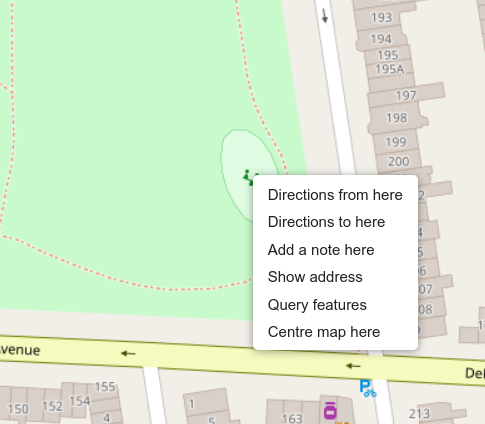 193
194
195
195A
197
198
199
200
Directions from here
Directions to here
Add a note here
Show address
Query features
Centre map here
venue
155
154
152
150
4
1
163
213